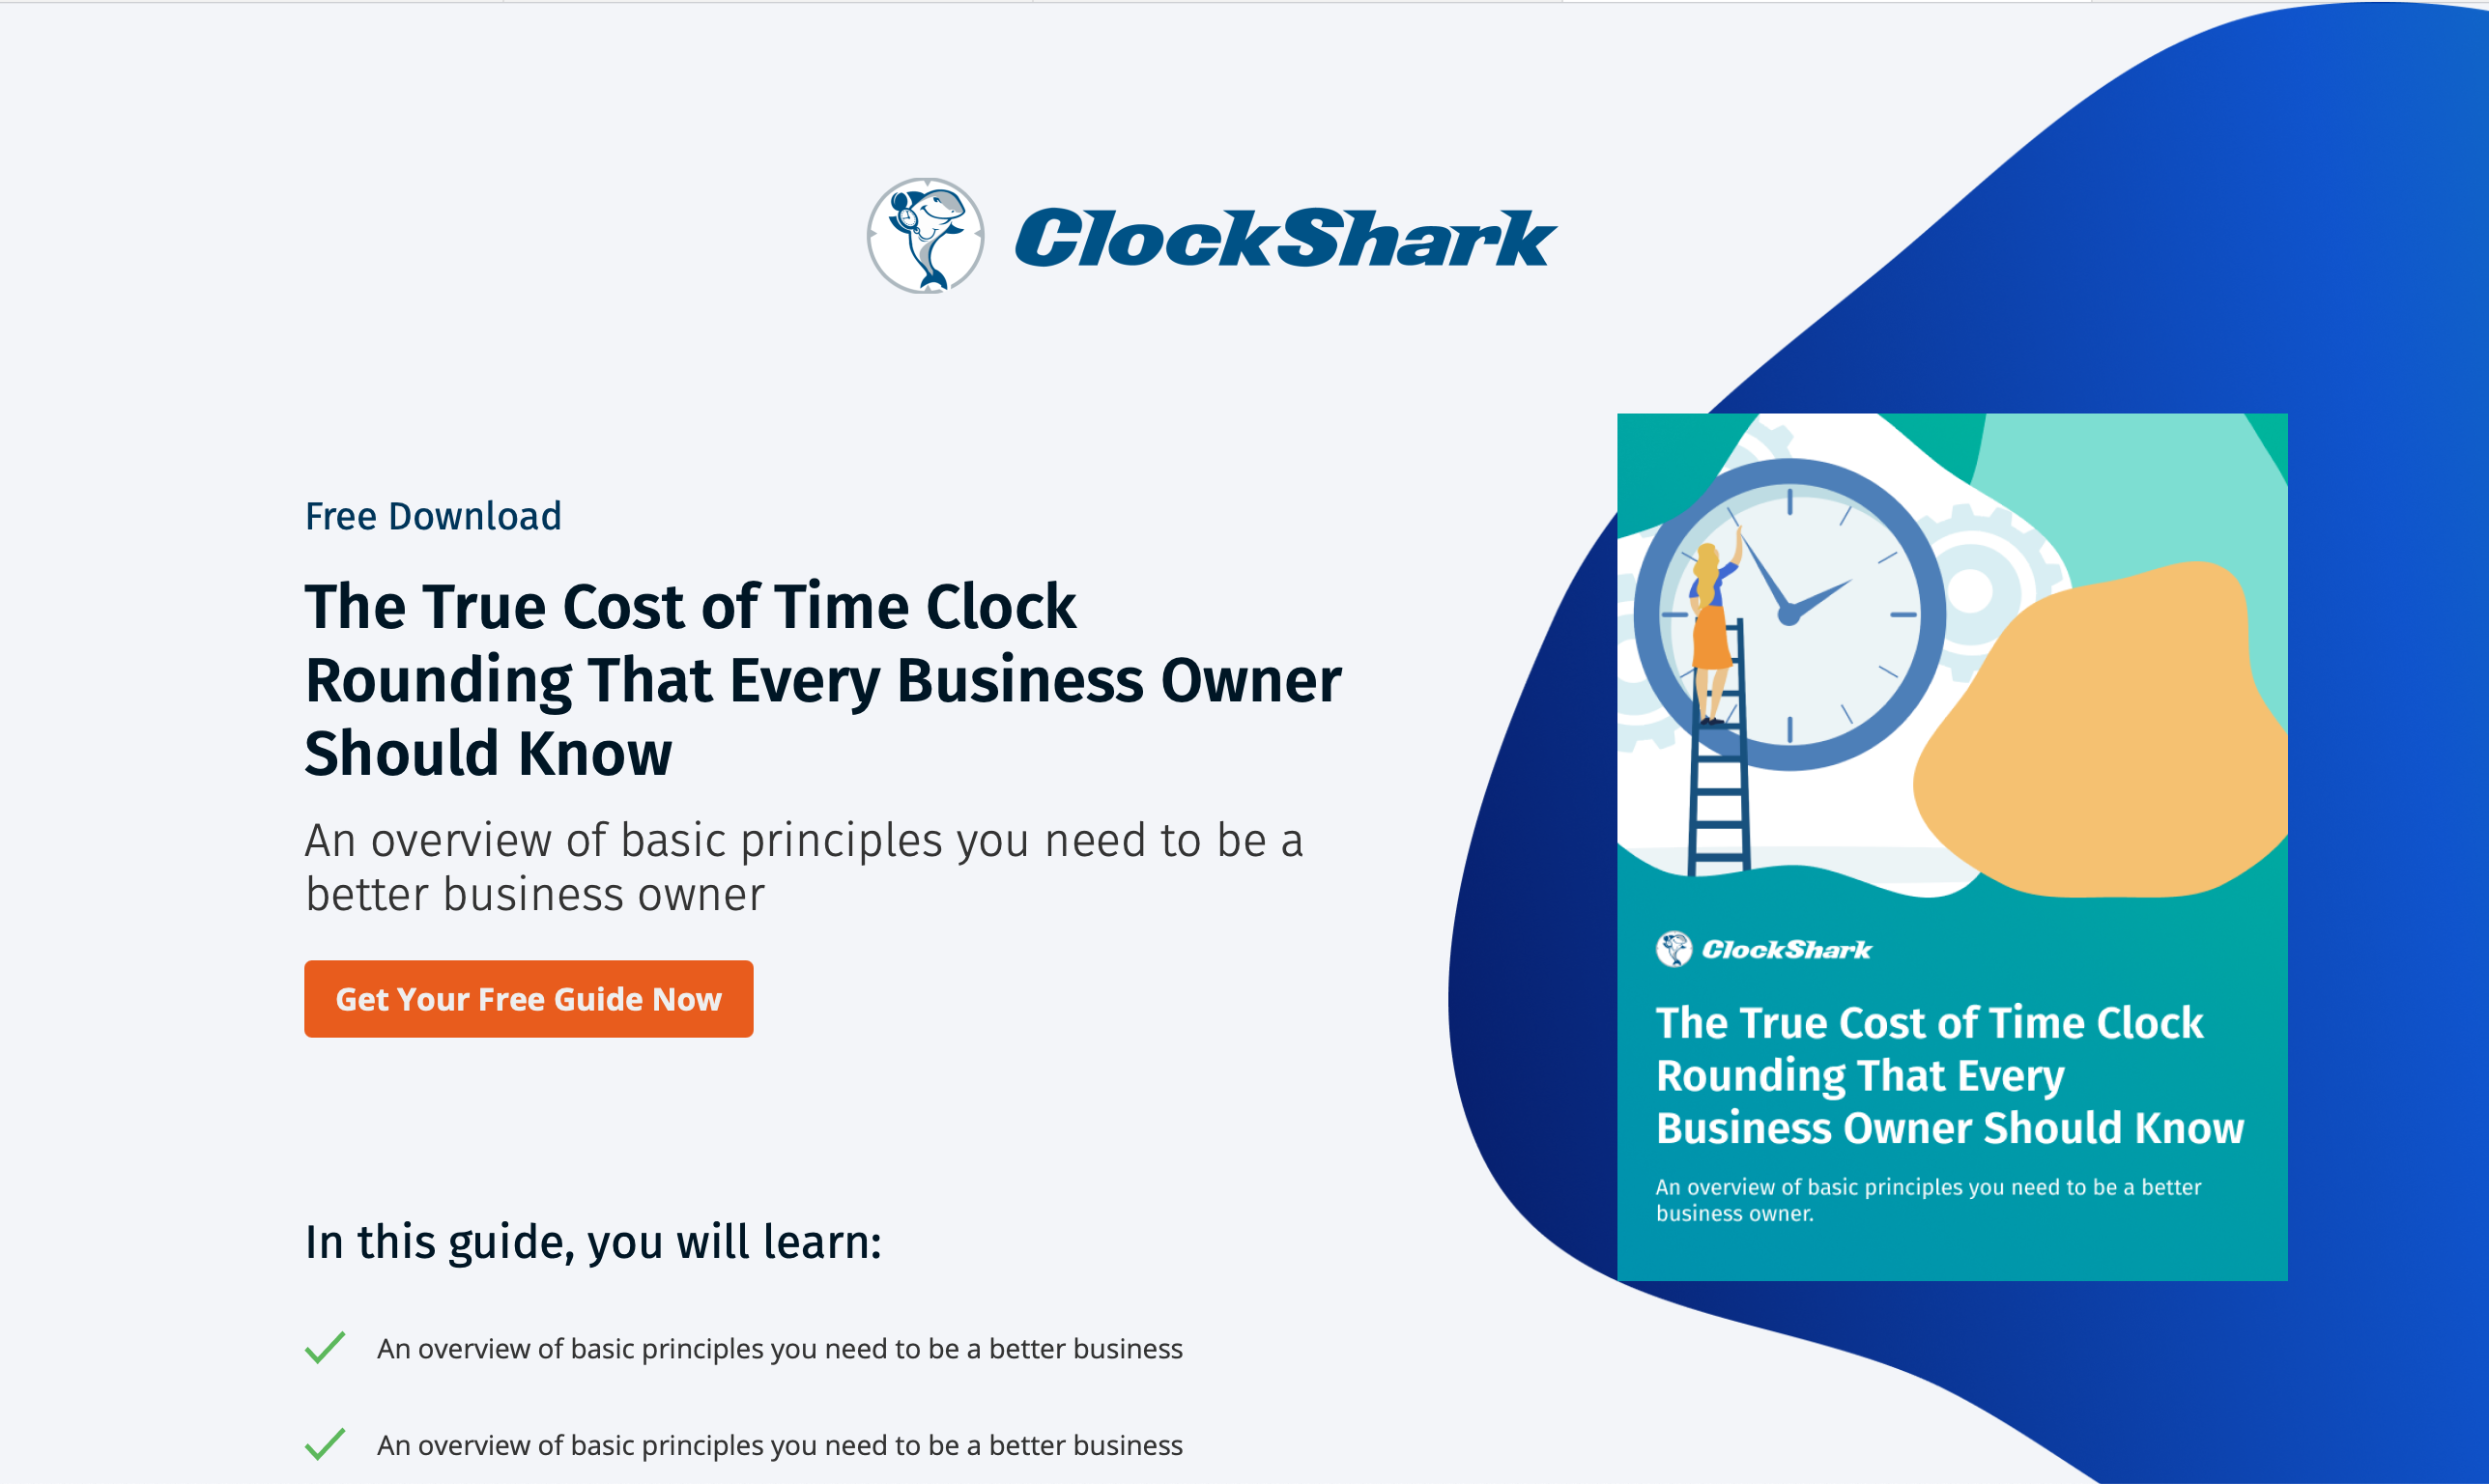 ClockShark
Free Download
The True Cost of Time Clock
Rounding That Every Business Owner
Should Know
An overview of basic principles you need to be a
better business owner
Get Your Free Guide Now
In this guide, you will learn:
An overview of basic principles you need to be a better business
An overview of basic principles you need to be a better business
ClockShark
The True Cost of Time Clock
Rounding That Every
Business Owner Should Know
An overview of basic principles you need to be a better
business owner.